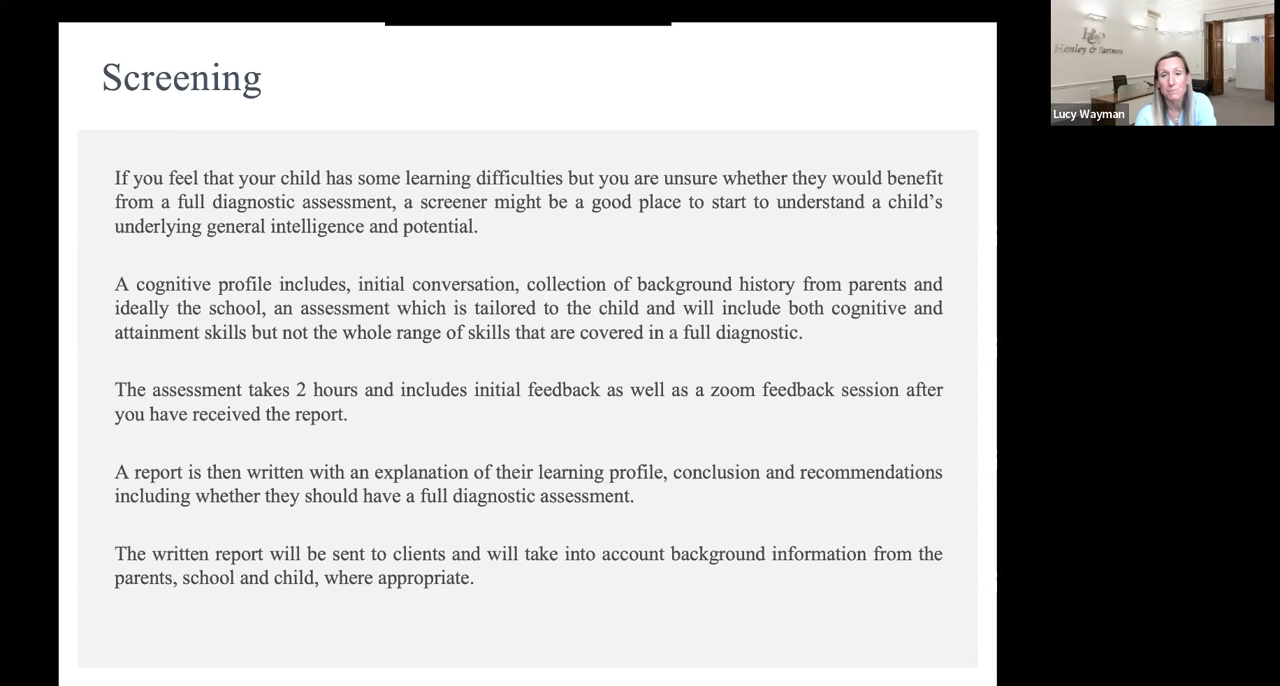 Screening
If you feel that your child has some learning difficulties but you are unsure whether they would benefit
from a full diagnostic assessment, a screener might be a good place to start to understand a child’s
underlying general intelligence and potential.
A cognitive profile includes, initial conversation, collection of background history from parents and
ideally the school, an assessment which is tailored to the child and will include both cognitive and
attainment skills but not the whole range of skills that are covered in a full diagnostic.
The assessment takes 2 hours and includes initial feedback as well as a zoom feedback session after
you have received the report.
A report is then written with an explanation of their learning profile, conclusion and recommendations
including whether they should have a full diagnostic assessment.
The written report will be sent to clients and will take into account background information from the
parents, school and child, where appropriate.
H&P
Henley & Partners
Lucy Wayman